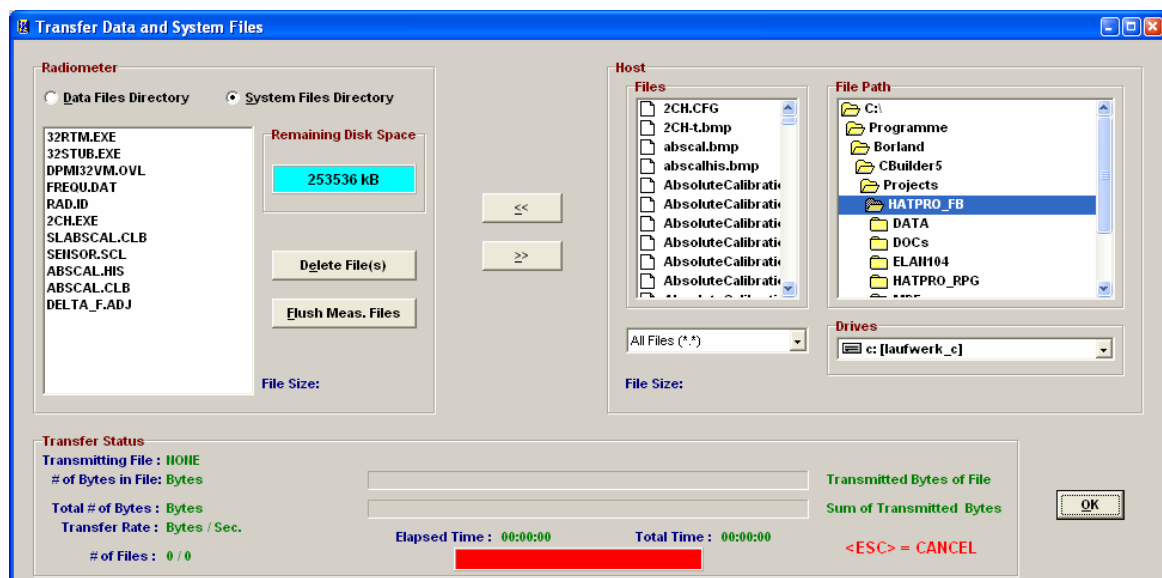 Transfer Data and System Files
Radiometer
Data Files Directory
System Files Directory
32RTM.EXE
32STUB.EXE
DPMI32VM.OVL
FREQU.DAT
RAD.ID
2CH.EXE
SLABSCAL.CLB
SENSOR.SCL
ABSCAL.HIS
ABSCAL.CLB
DELTA_F.ADJ
Remaining Disk Space
253536 kB
Delete File(s)
Flush Meas. Files
File Size:
<<
>>
Host
Files
2CH.CFG
2CH-t.bmp
abscal.bmp
abscalhis.bmp
AbsoluteCalibratio
AbsoluteCalibratio
AbsoluteCalibratio
AbsoluteCalibratio
AbsoluteCalibratio
All Files (*.*)
File Size:
File Path
C:\
Programme
Borland
CBuilder5
Projects
HATPRO_FB
DATA
DOCs
ELAN104
HATPRO_RPG
Drives
c: [laufwerk_c]
Transfer Status
Transmitting File : NONE
# of Bytes in File: Bytes
Transmitted Bytes of File
Total # of Bytes : Bytes
Sum of Transmitted Bytes
Transfer Rate : Bytes / Sec.
# of Files : 0 / 0
Elapsed Time : 00:00:00
Total Time : 00:00:00
<ESC> = CANCEL
OK